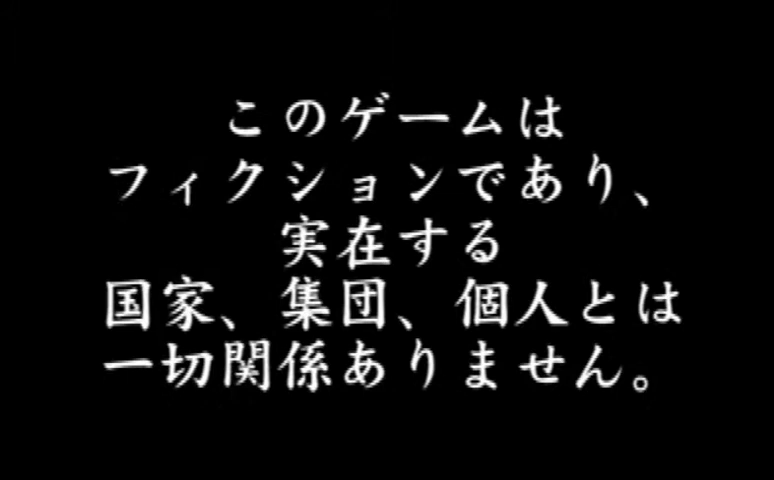 このゲームは
フィクションであり、
実在する
国家、集団、個人とは
一切関係ありません。